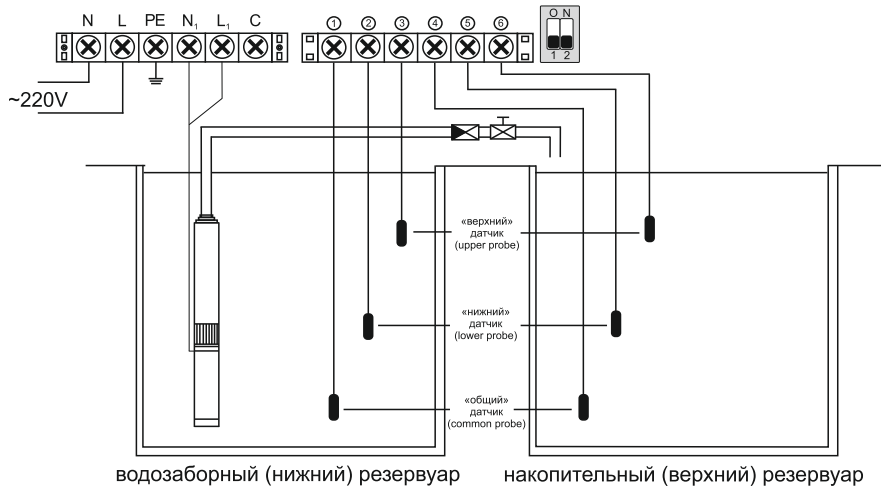 N L PE N₁ L₁ C
1 2 3 4 5 6
O N
1 2
~220V
«верхний»
датчик
(upper probe)
«нижний»
датчик
(lower probe)
«общий»
датчик
(common probe)
водозаборный (нижний) резервуар
накопительный (верхний) резервуар